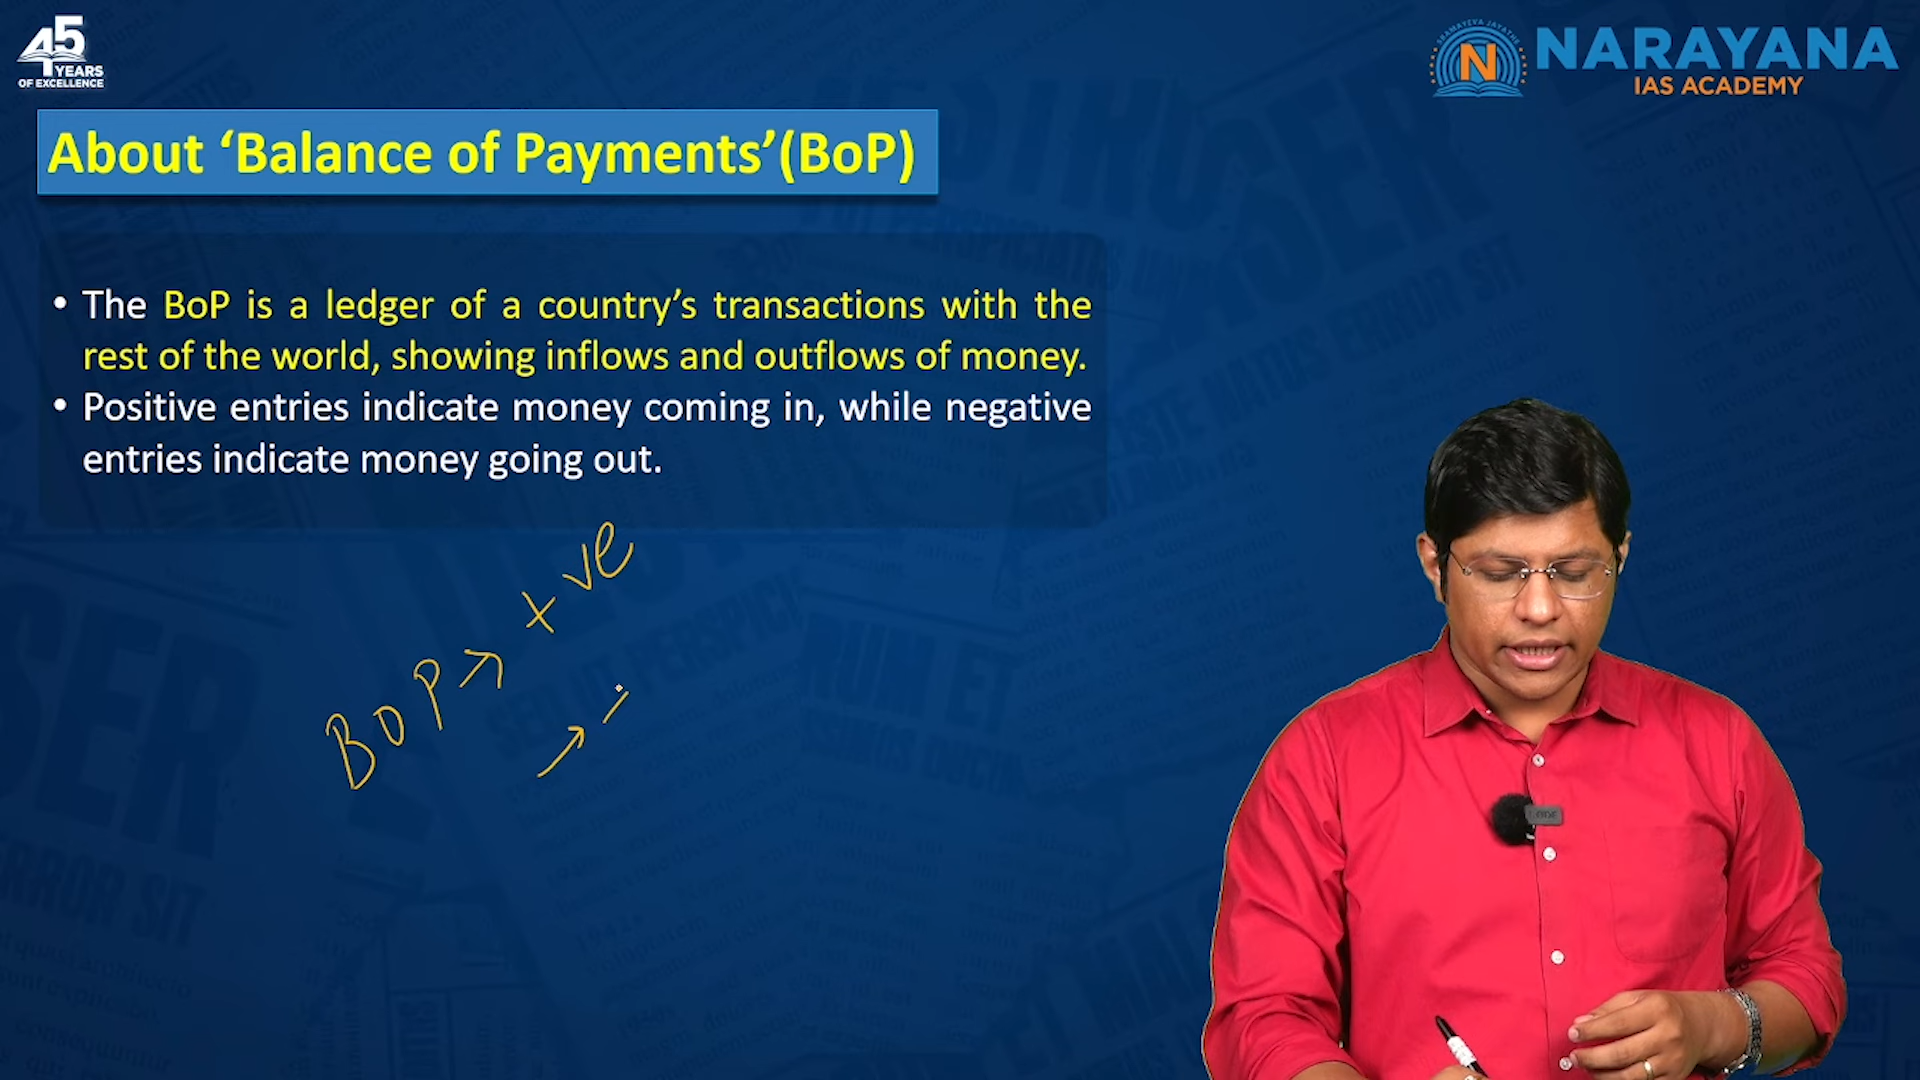 45
YEARS
OF EXCELLENCE
NARAYANA
IAS ACADEMY
About ‘Balance of Payments’(BoP)
• The BoP is a ledger of a country’s transactions with the
rest of the world, showing inflows and outflows of money.
• Positive entries indicate money coming in, while negative
entries indicate money going out.
BOP → + ve
→ -